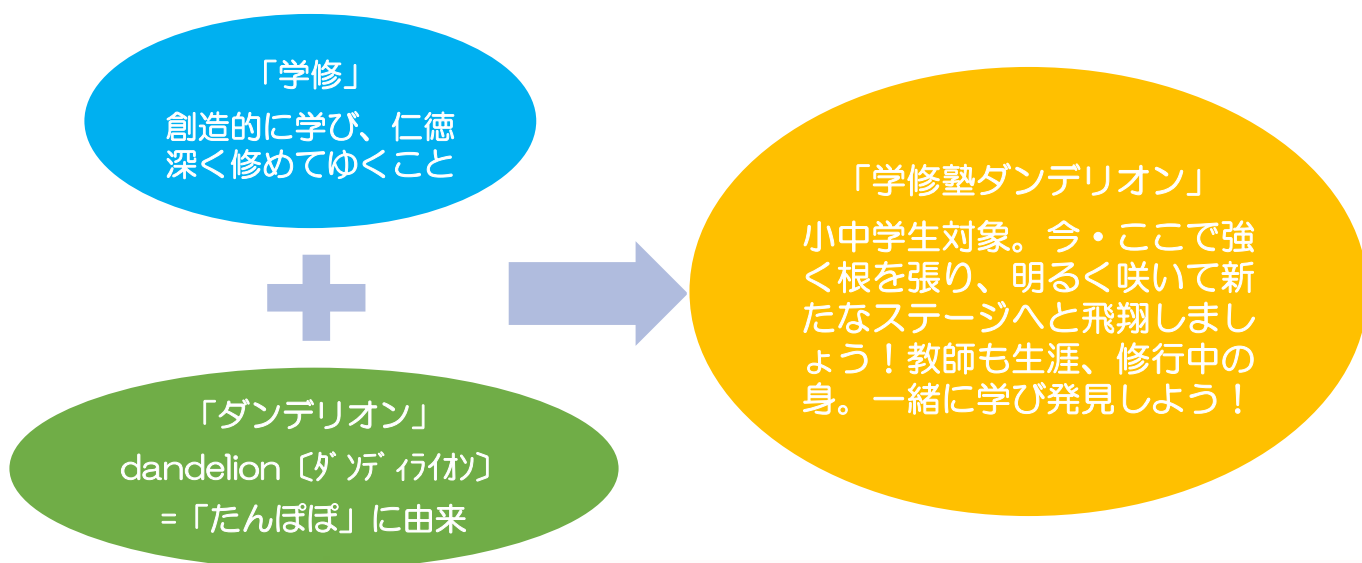 「学修」
創造的に学び、仁徳
深く修めてゆくこと
「ダンデリオン」
dandelion〔ﾀﾞﾝﾃﾞｨﾗｲｵﾝ〕
=「たんぽぽ」に由来
「学修塾ダンデリオン」
小中学生対象。今・ここで強
く根を張り、明るく咲いて新
たなステージへと飛翔しまし
ょう！教師も生涯、修行中の
身。一緒に学び発見しよう！